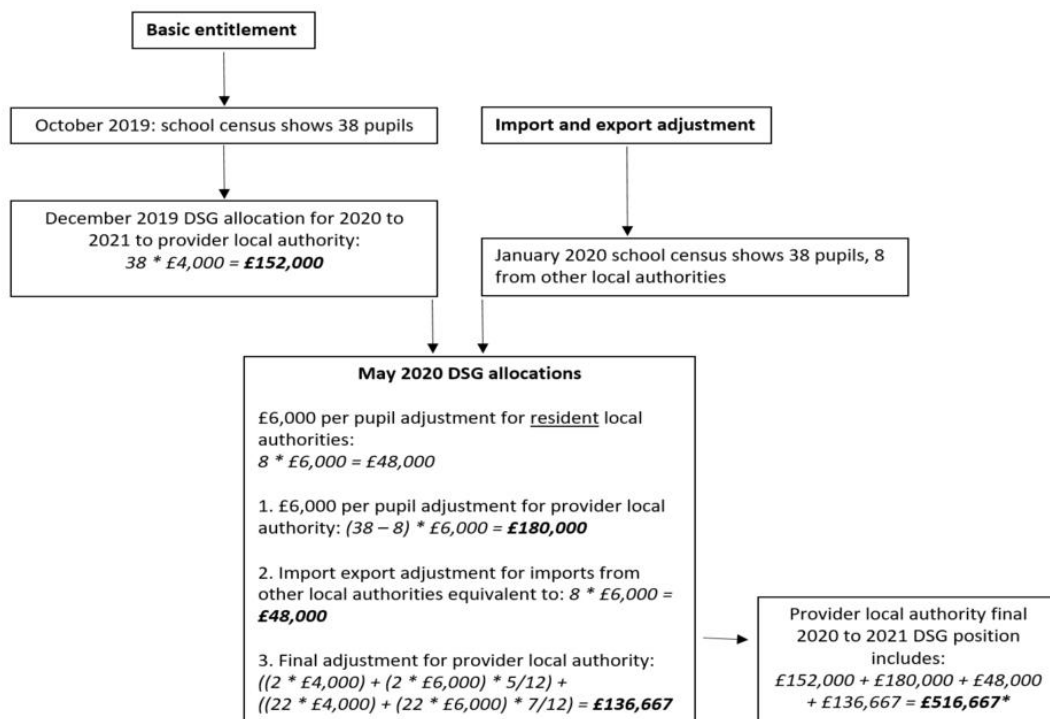 Basic entitlement
October 2019: school census shows 38 pupils
Import and export adjustment
December 2019 DSG allocation for 2020 to
2021 to provider local authority:
38 * £4,000 = £152,000
January 2020 school census shows 38 pupils, 8
from other local authorities
May 2020 DSG allocations
£6,000 per pupil adjustment for resident local
authorities:
8 * £6,000 = £48,000
1. £6,000 per pupil adjustment for provider local
authority: (38 – 8) * £6,000 = £180,000
2. Import export adjustment for imports from
other local authorities equivalent to: 8 * £6,000 =
£48,000
3. Final adjustment for provider local authority:
((2 * £4,000) + (2 * £6,000) * 5/12) +
((22 * £4,000) + (22 * £6,000) * 7/12) = £136,667
Provider local authority final
2020 to 2021 DSG position
includes:
£152,000 + £180,000 + £48,000
+ £136,667 = £516,667*